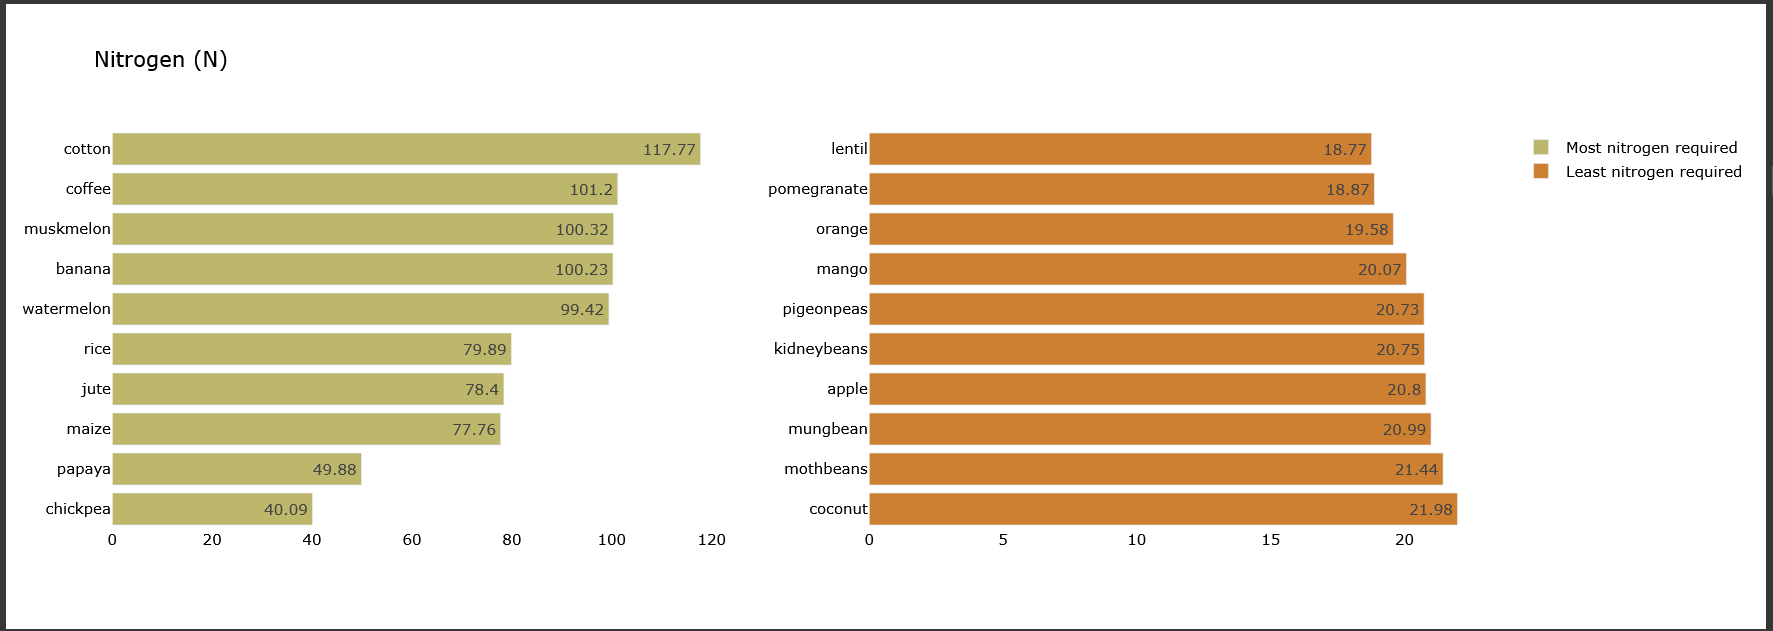 Nitrogen (N)
cotton 117.77
coffee 101.2
muskmelon 100.32
banana 100.23
watermelon 99.42
rice 79.89
jute 78.4
maize 77.76
papaya 49.88
chickpea 40.09
0 20 40 60 80 100 120
lentil 18.77
pomegranate 18.87
orange 19.58
mango 20.07
pigeonpeas 20.73
kidneybeans 20.75
apple 20.8
mungbean 20.99
mothbeans 21.44
coconut 21.98
0 5 10 15 20
Most nitrogen required
Least nitrogen required